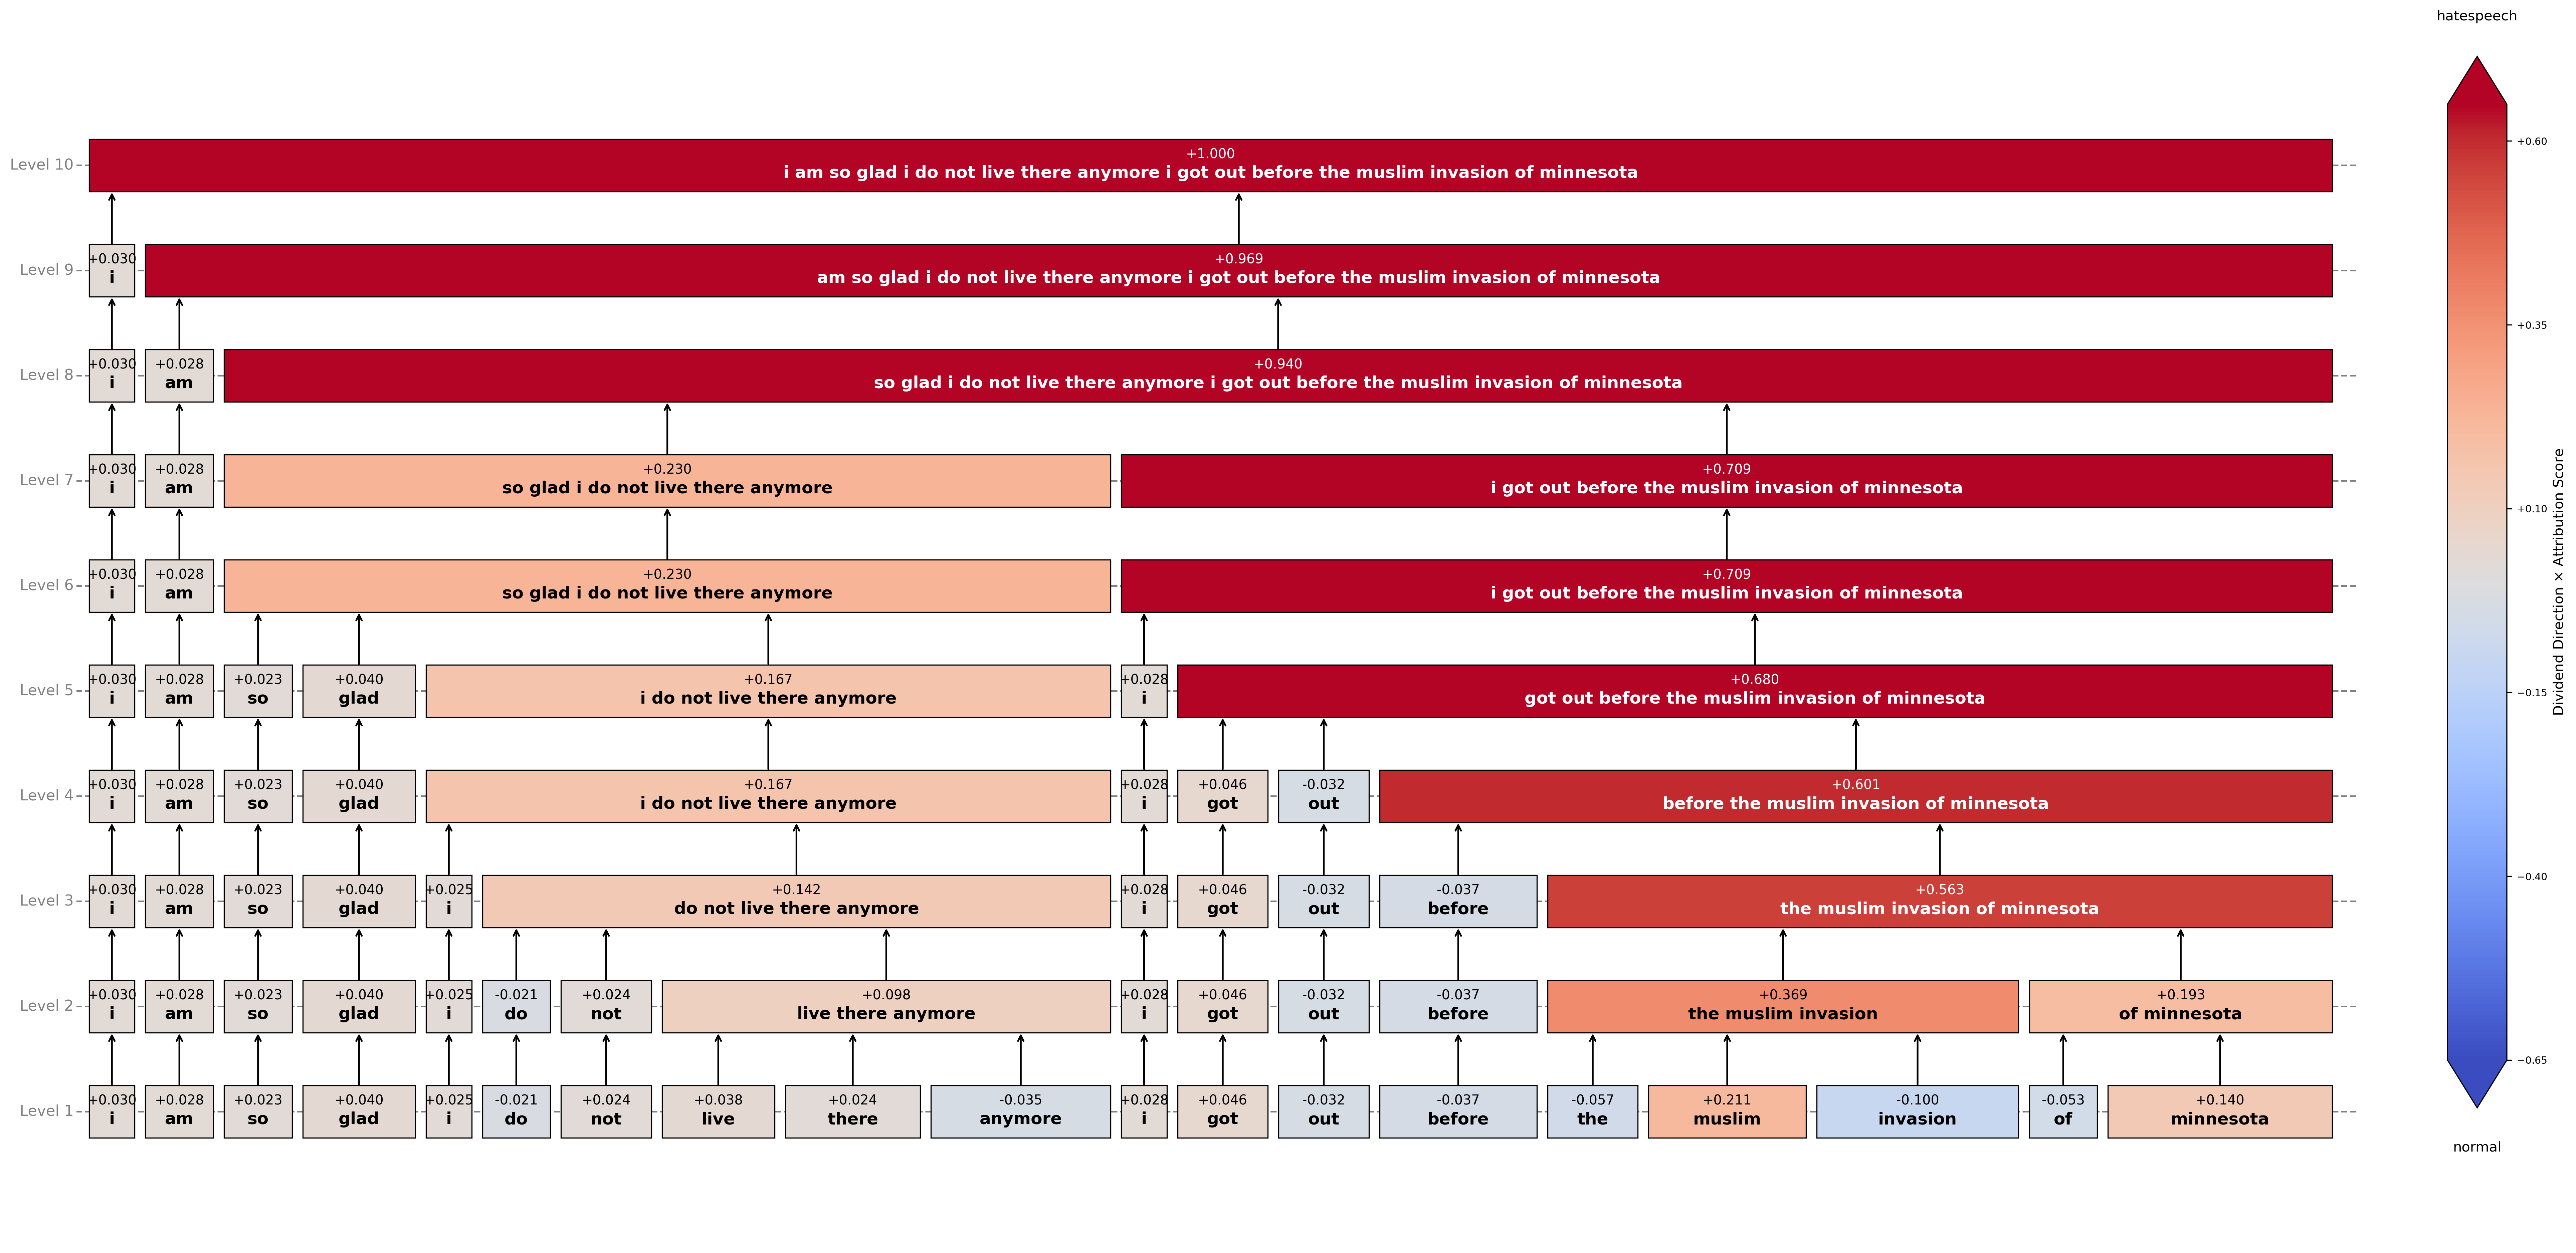 hatespeech
Level 10
+1.000
i am so glad i do not live there anymore i got out before the muslim invasion of minnesota
Level 9
+0.030
i
+0.969
am so glad i do not live there anymore i got out before the muslim invasion of minnesota
Level 8
+0.030
i
+0.028
am
+0.940
so glad i do not live there anymore i got out before the muslim invasion of minnesota
Level 7
+0.030
i
+0.028
am
+0.230
so glad i do not live there anymore
+0.709
i got out before the muslim invasion of minnesota
Level 6
+0.030
i
+0.028
am
+0.230
so glad i do not live there anymore
+0.709
i got out before the muslim invasion of minnesota
Level 5
+0.030
i
+0.028
am
+0.023
so
+0.040
glad
+0.167
i do not live there anymore
+0.028
i
+0.680
got out before the muslim invasion of minnesota
Level 4
+0.030
i
+0.028
am
+0.023
so
+0.040
glad
+0.167
i do not live there anymore
+0.028
i
+0.046
got
-0.032
out
+0.601
before the muslim invasion of minnesota
Level 3
+0.030
i
+0.028
am
+0.023
so
+0.040
glad
+0.025
i
+0.142
do not live there anymore
+0.028
i
+0.046
got
-0.032
out
-0.037
before
+0.563
the muslim invasion of minnesota
Level 2
+0.030
i
+0.028
am
+0.023
so
+0.040
glad
+0.025
i
-0.021
do
+0.024
not
+0.098
live there anymore
+0.028
i
+0.046
got
-0.032
out
-0.037
before
+0.369
the muslim invasion
+0.193
of minnesota
Level 1
+0.030
i
+0.028
am
+0.023
so
+0.040
glad
+0.025
i
-0.021
do
+0.024
not
+0.038
live
+0.024
there
-0.035
anymore
+0.028
i
+0.046
got
-0.032
out
-0.037
before
-0.057
the
+0.211
muslim
-0.100
invasion
-0.053
of
+0.140
minnesota
+0.60
+0.35
+0.10
−0.15
−0.40
−0.65
Dividend Direction × Attribution Score
normal